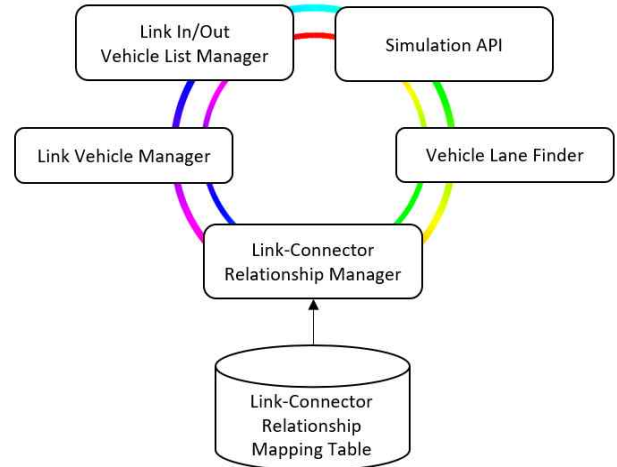 Link In/Out
Vehicle List Manager
Simulation API
Link Vehicle Manager
Vehicle Lane Finder
Link-Connector
Relationship Manager
Link-Connector
Relationship
Mapping Table